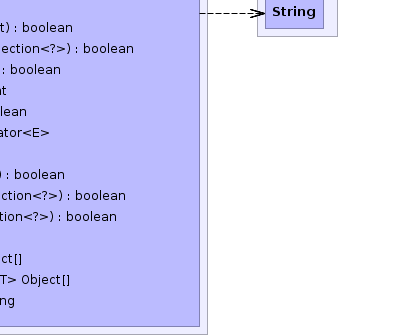 String
t) : boolean
ection<?>) : boolean
: boolean
nt
lean
ator<E>
) : boolean
ction<?>) : boolean
tion<?>) : boolean
ct[]
T> Object[]
ng